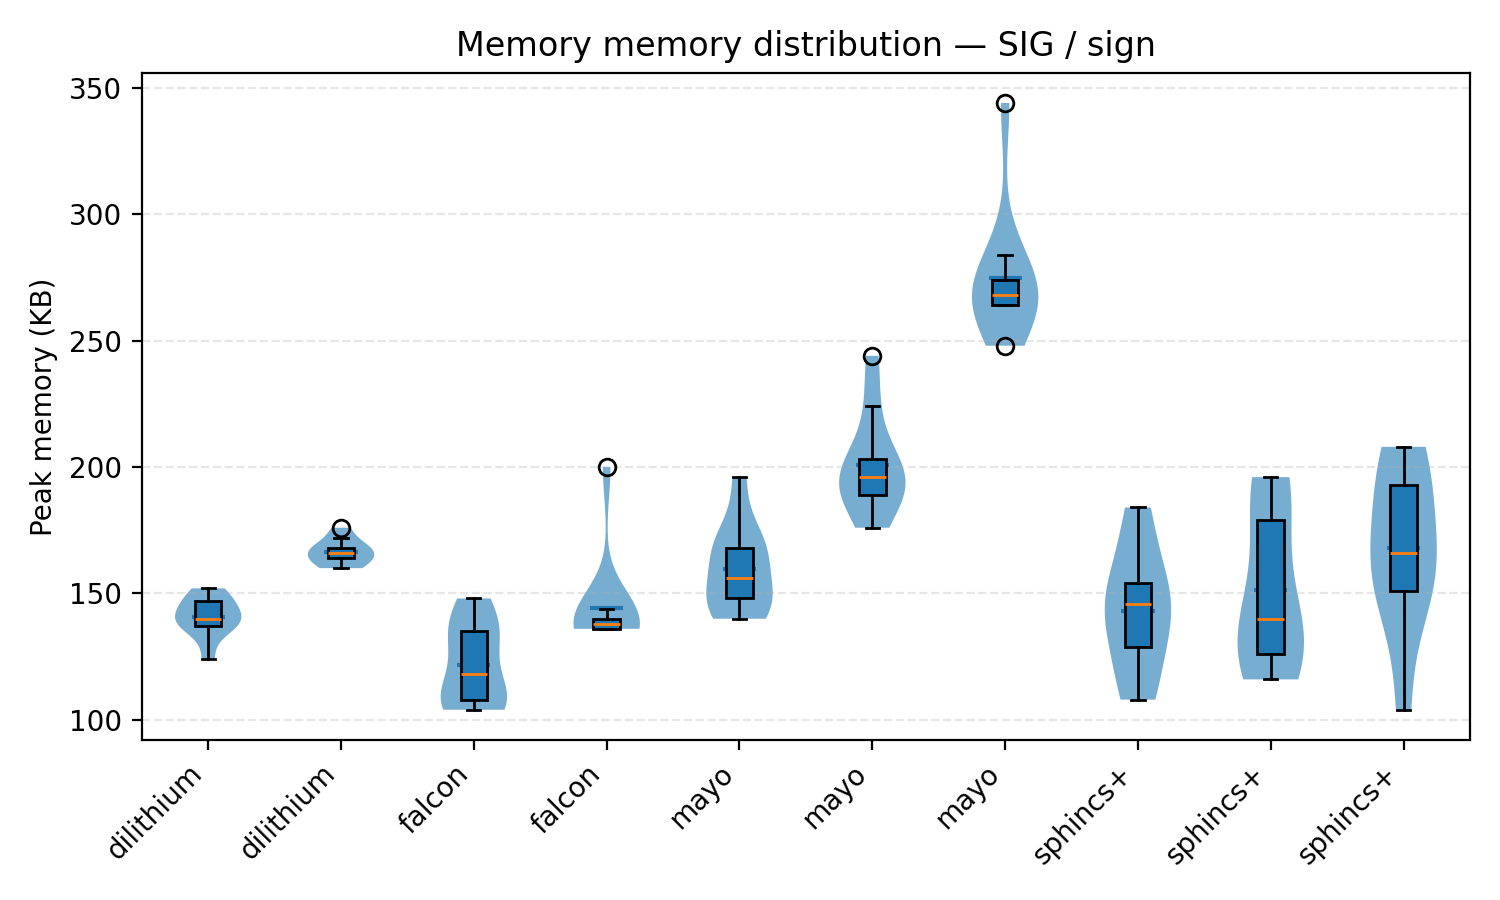 Memory memory distribution — SIG / sign
Peak memory (KB)
350
300
250
200
150
100
dilithium
dilithium
falcon
falcon
mayo
mayo
mayo
sphincs+
sphincs+
sphincs+